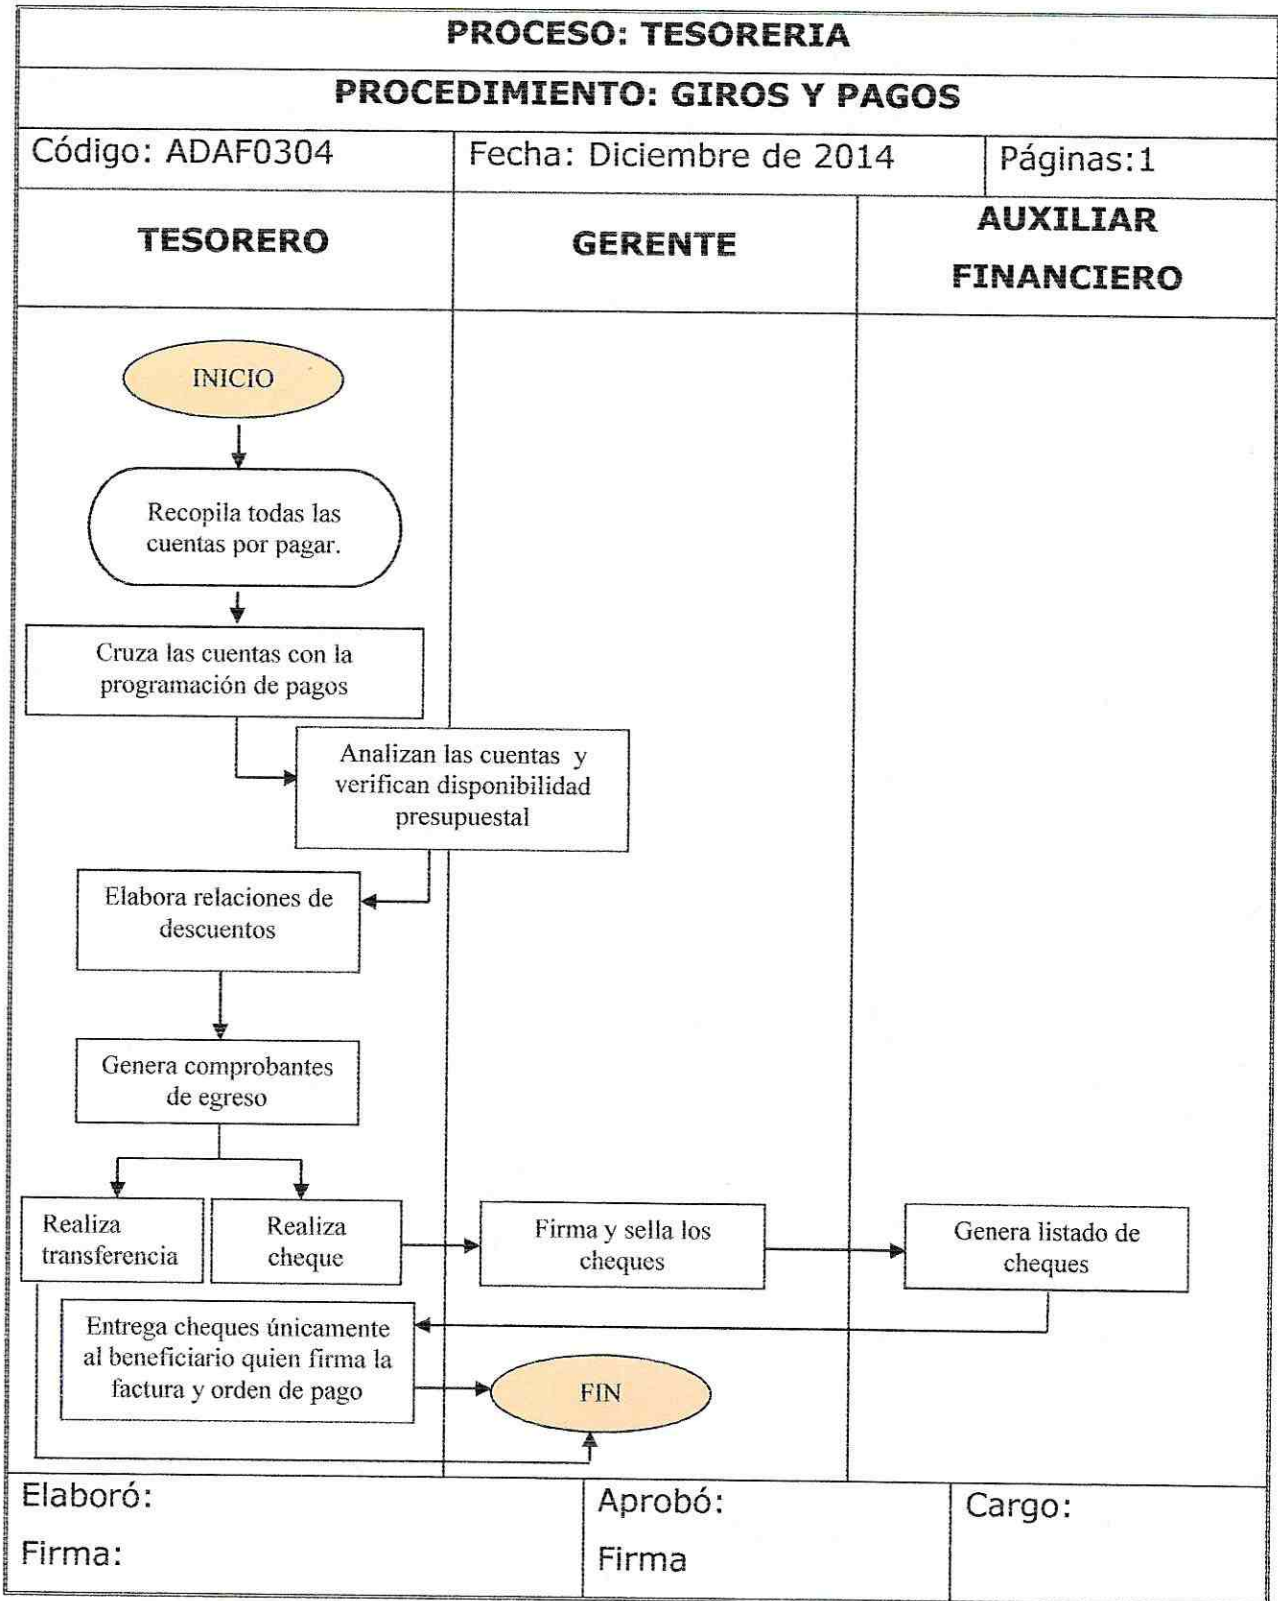 PROCESO: TESORERIA
PROCEDIMIENTO: GIROS Y PAGOS
Código: ADAF0304
Fecha: Diciembre de 2014
Páginas:1
TESORERO
GERENTE
AUXILIAR
FINANCIERO
INICIO
Recopila todas las
cuentas por pagar.
Cruza las cuentas con la
programación de pagos
Analizan las cuentas y
verifican disponibilidad
presupuestal
Elabora relaciones de
descuentos
Genera comprobantes
de egreso
Realiza
transferencia
Realiza
cheque
Firma y sella los
cheques
Genera listado de
cheques
Entrega cheques únicamente
al beneficiario quien firma la
factura y orden de pago
FIN
Elaboró:
Firma:
Aprobó:
Firma
Cargo: